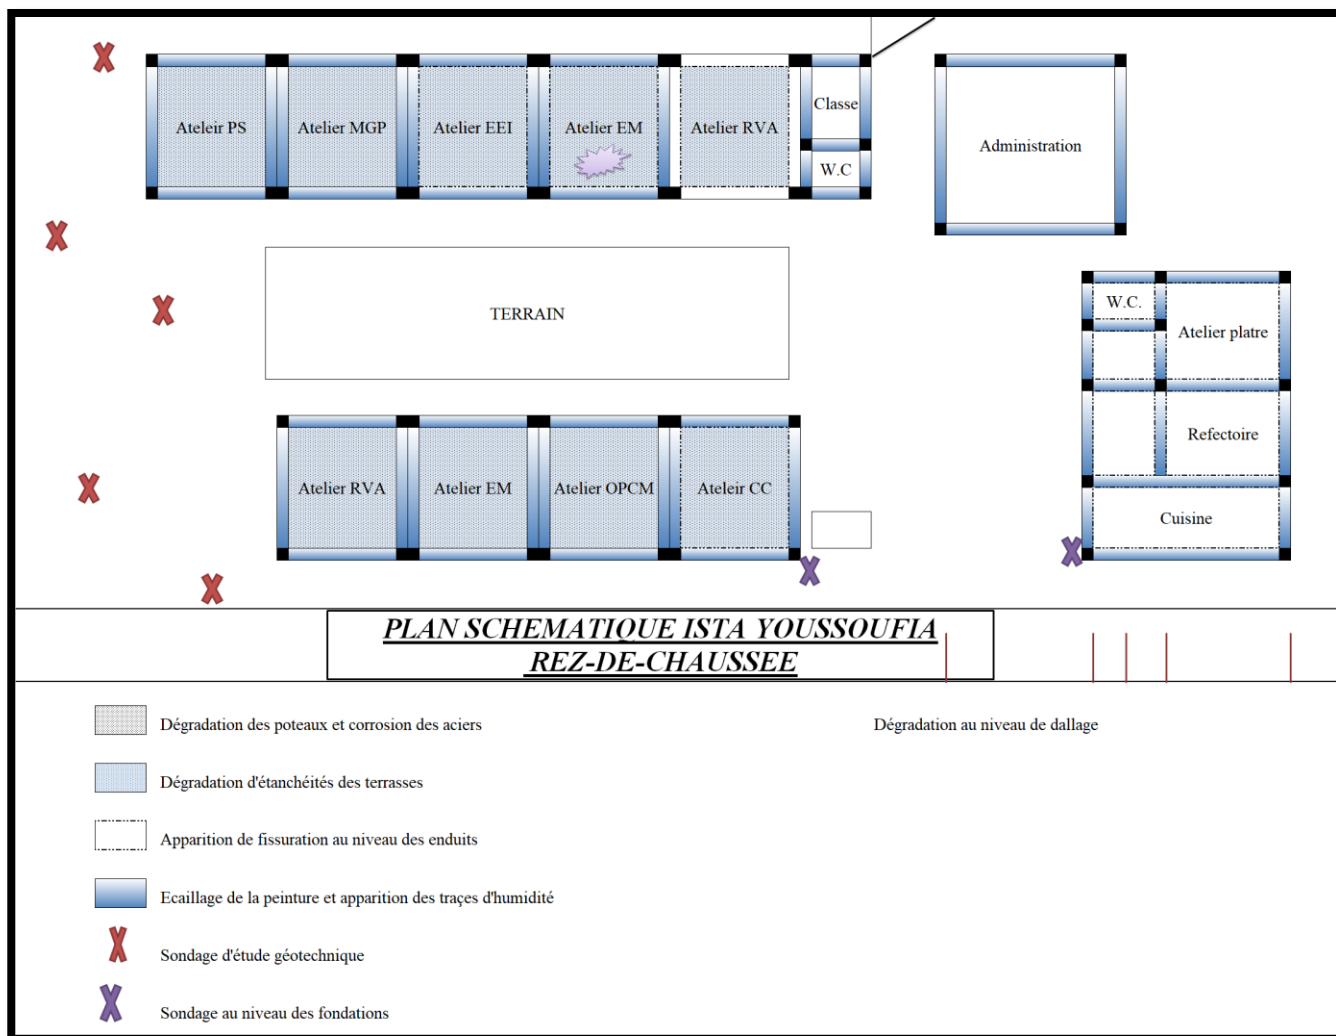 Ateleir PS
Atelier MGP
Atelier EEI
Atelier EM
Atelier RVA
Classe
W.C
Administration
TERRAIN
W.C.
Atelier platre
Refectoire
Cuisine
Atelier RVA
Atelier EM
Atelier OPCM
Ateleir CC
PLAN SCHEMATIQUE ISTA YOUSSOUFIA
REZ-DE-CHAUSSEE
Dégradation des poteaux et corrosion des aciers
Dégradation au niveau de dallage
Dégradation d'étanchéités des terrasses
Apparition de fissuration au niveau des enduits
Ecaillage de la peinture et apparition des traçes d'humidité
Sondage d'étude géotechnique
Sondage au niveau des fondations